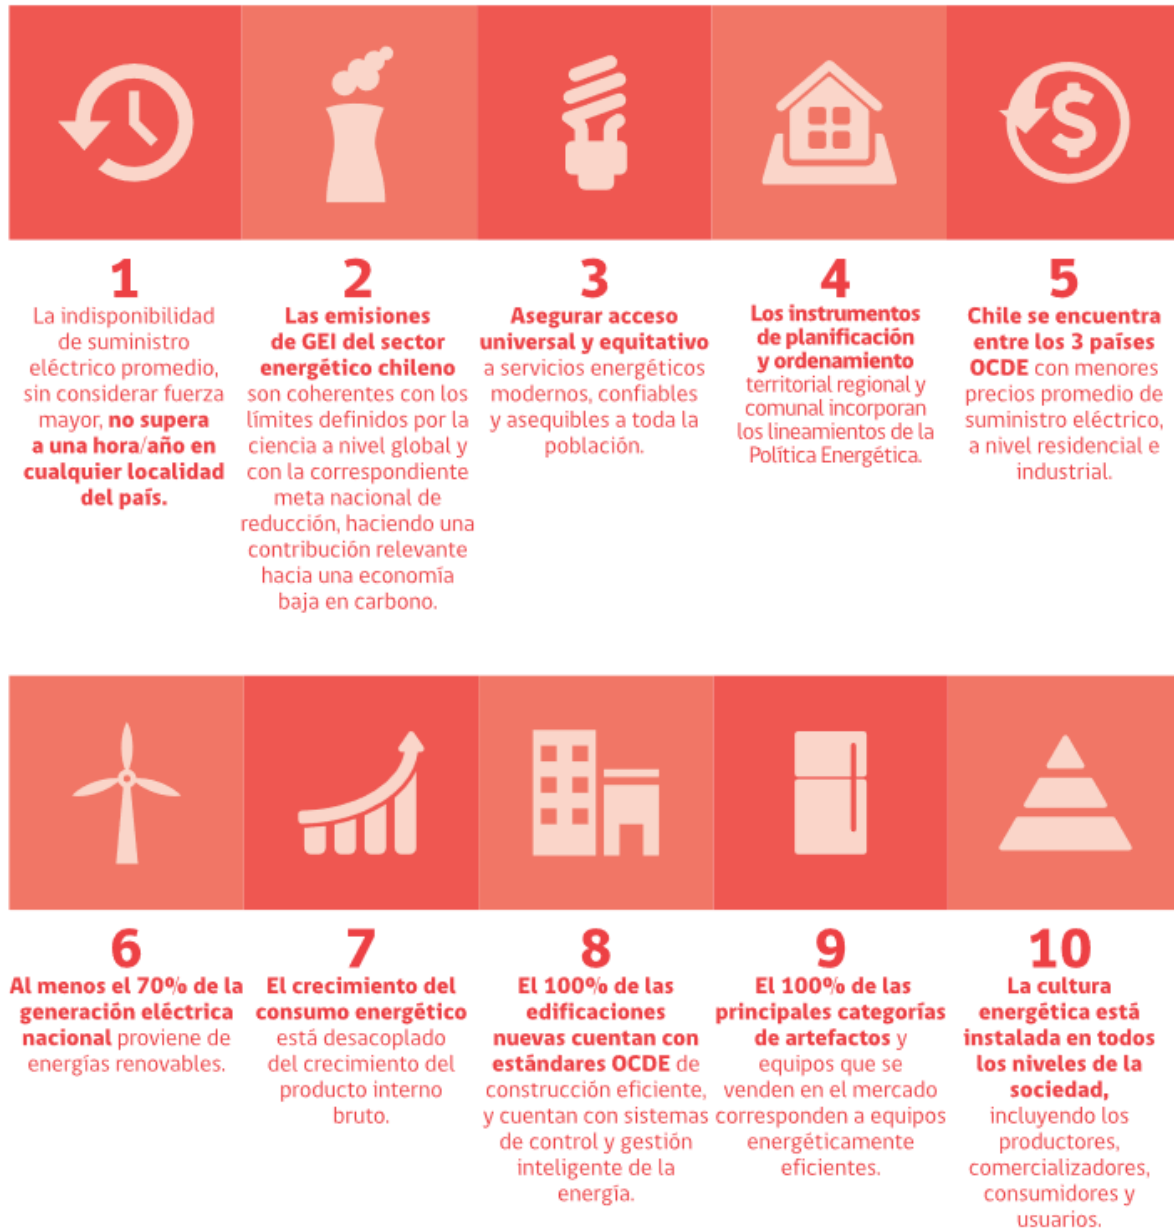 1
La indisponibilidad
de suministro
eléctrico promedio,
sin considerar fuerza
mayor, no supera
a una hora/año en
cualquier localidad
del país.
2
Las emisiones
de GEI del sector
energético chileno
son coherentes con los
límites definidos por la
ciencia a nivel global y
con la correspondiente
meta nacional de
reducción, haciendo una
contribución relevante
hacia una economía
baja en carbono.
3
Asegurar acceso
universal y equitativo
a servicios energéticos
modernos, confiables
y asequibles a toda la
población.
4
Los instrumentos
de planificación
y ordenamiento
territorial regional y
comunal incorporan
los lineamientos de la
Política Energética.
5
Chile se encuentra
entre los 3 países
OCDE con menores
precios promedio de
suministro eléctrico,
a nivel residencial e
industrial.
6
Al menos el 70% de la
generación eléctrica
nacional proviene de
energías renovables.
7
El crecimiento del
consumo energético
está desacoplado
del crecimiento del
producto interno
bruto.
8
El 100% de las
edificaciones
nuevas cuentan con
estándares OCDE de
construcción eficiente,
y cuentan con sistemas
de control y gestión
inteligente de la
energía.
9
El 100% de las
principales categorías
de artefactos y
equipos que se
venden en el mercado
corresponden a equipos
energéticamente
eficientes.
10
La cultura
energética está
instalada en todos
los niveles de la
sociedad,
incluyendo los
productores,
comercializadores,
consumidores y
usuarios.